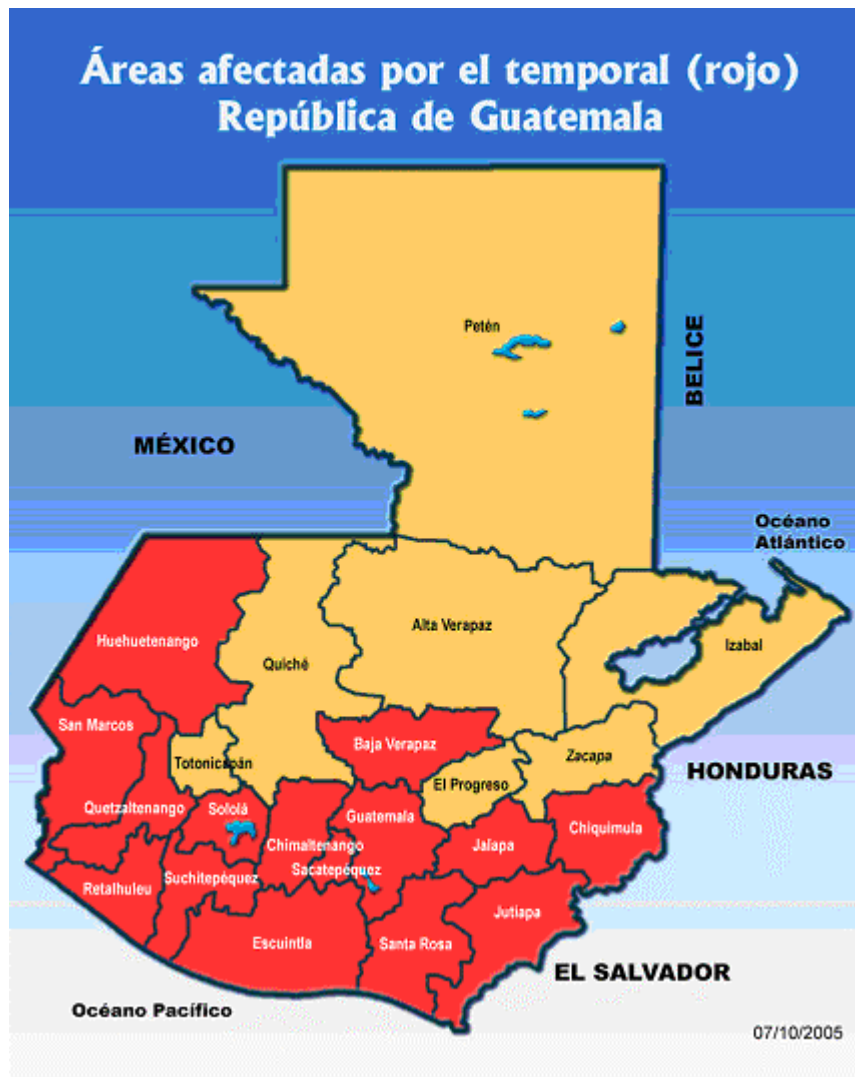 Áreas afectadas por el temporal (rojo)
República de Guatemala
Petén
BELICE
MÉXICO
Océano
Atlántico
Huehuetenango
Quiché
Alta Verapaz
Izabal
San Marcos
Totonicapán
Baja Verapaz
Zacapa
HONDURAS
El Progreso
Quetzaltenango
Sololá
Guatemala
Chimaltenango
Jalapa
Chiquimula
Sacatepéquez
Retalhuleu
Suchitepéquez
Jutiapa
Escuintla
Santa Rosa
EL SALVADOR
Océano Pacífico
07/10/2005